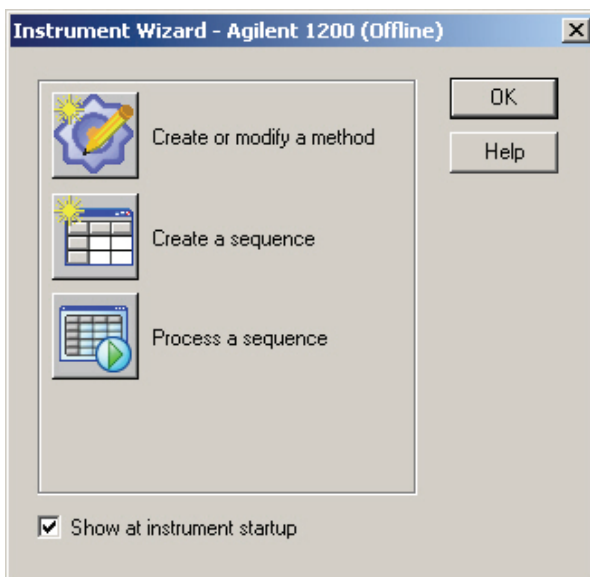 Instrument Wizard - Agilent 1200 (Offline)
Create or modify a method
Create a sequence
Process a sequence
OK
Help
Show at instrument startup